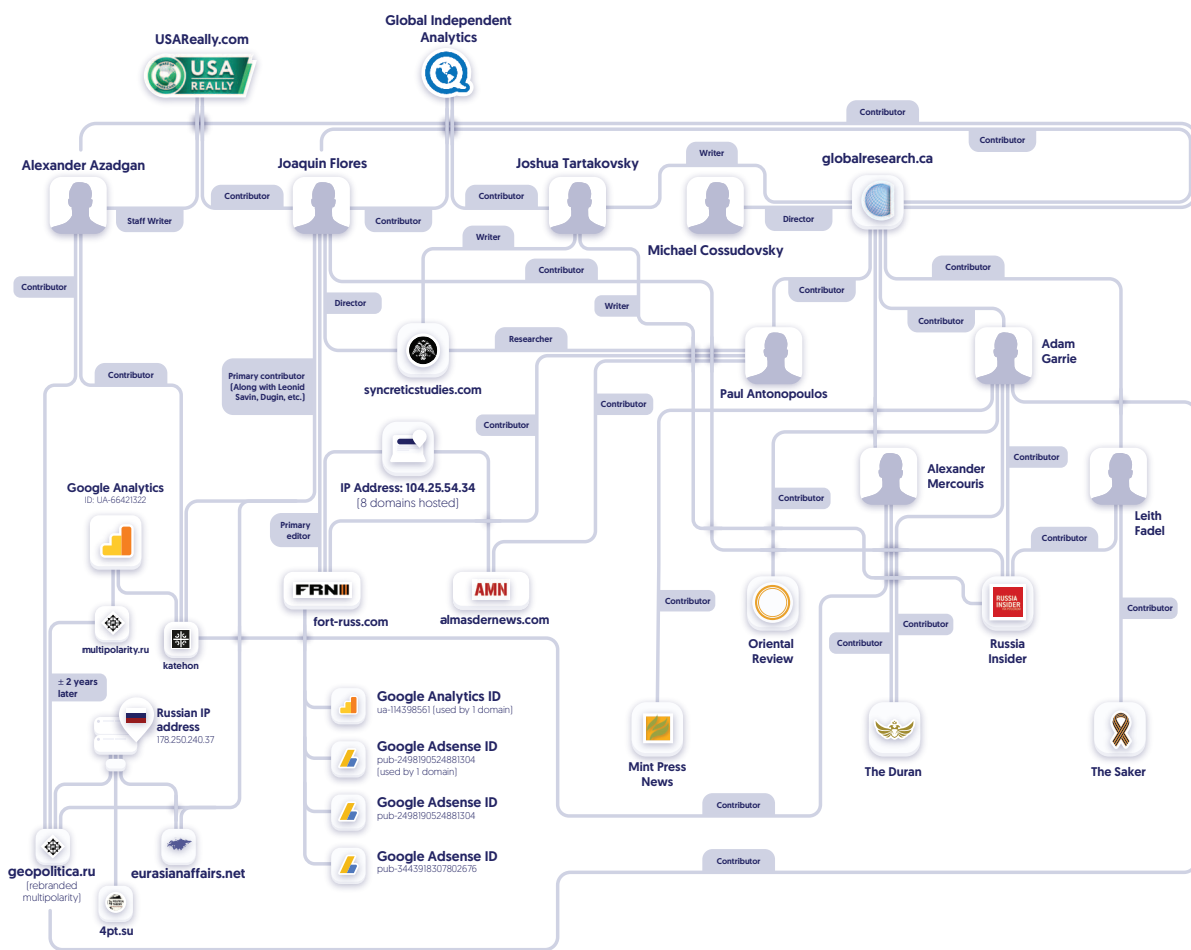 USAReally.com
USA
REALLY
Global Independent
Analytics
Contributor
Contributor
Alexander Azadgan
Joaquin Flores
Joshua Tartakovsky
Writer
globalresearch.ca
Staff Writer
Contributor
Contributor
Contributor
Director
Michael Cossudovsky
Writer
Contributor
Contributor
Contributor
Contributor
Director
Writer
Contributor
Researcher
Adam
Garrie
syncreticstudies.com
Paul Antonopoulos
Contributor
Primary contributor
(Along with Leonid
Savin, Dugin, etc.)
Contributor
Contributor
Google Analytics
ID: UA-66421322
IP Address: 104.25.54.34
(8 domains hosted)
Alexander
Mercouris
Contributor
Contributor
Leith
Fadel
Primary
editor
Contributor
FRN
fort-russ.com
AMN
almasdernews.com
Contributor
Oriental
Review
RUSSIA
INSIDER
Russia
Insider
Contributor
Contributor
Contributor
multipolarity.ru
katehon
± 2 years
later
Russian IP
address
178.250.240.37
Google Analytics ID
ua-114398561 (used by 1 domain)
Google Adsense ID
pub-2498190524881304
(used by 1 domain)
Google Adsense ID
pub-2498190524881304
Google Adsense ID
pub-3443918307802676
Mint Press
News
The Duran
The Saker
Contributor
Contributor
geopolitica.ru
(rebranded
multipolarity)
eurasianaffairs.net
4pt.su